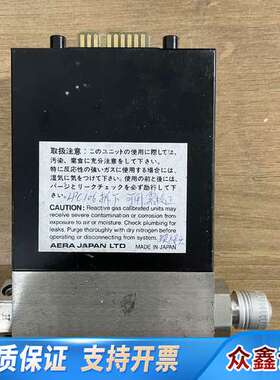 取扱注意：このユニットの使用に際しては、
汚染、腐食に充分注意をして下さい。
特に反応性の強いガスに使用する場合には、
湿気に気をつけて下さい。使用の前と後には、
パージとリークチェックを必ず励行して下
さい。
CAUTION: Reactive gas calibrated units may
receive severe contamination or corrosion from
exposure to air or moisture. Check plumbing for
leaks. Purge thoroughly with dry nitrogen before
operating or disconnecting from system.
AERA JAPAN LTD
MADE IN JAPAN
质保证
支持开票
众鑫